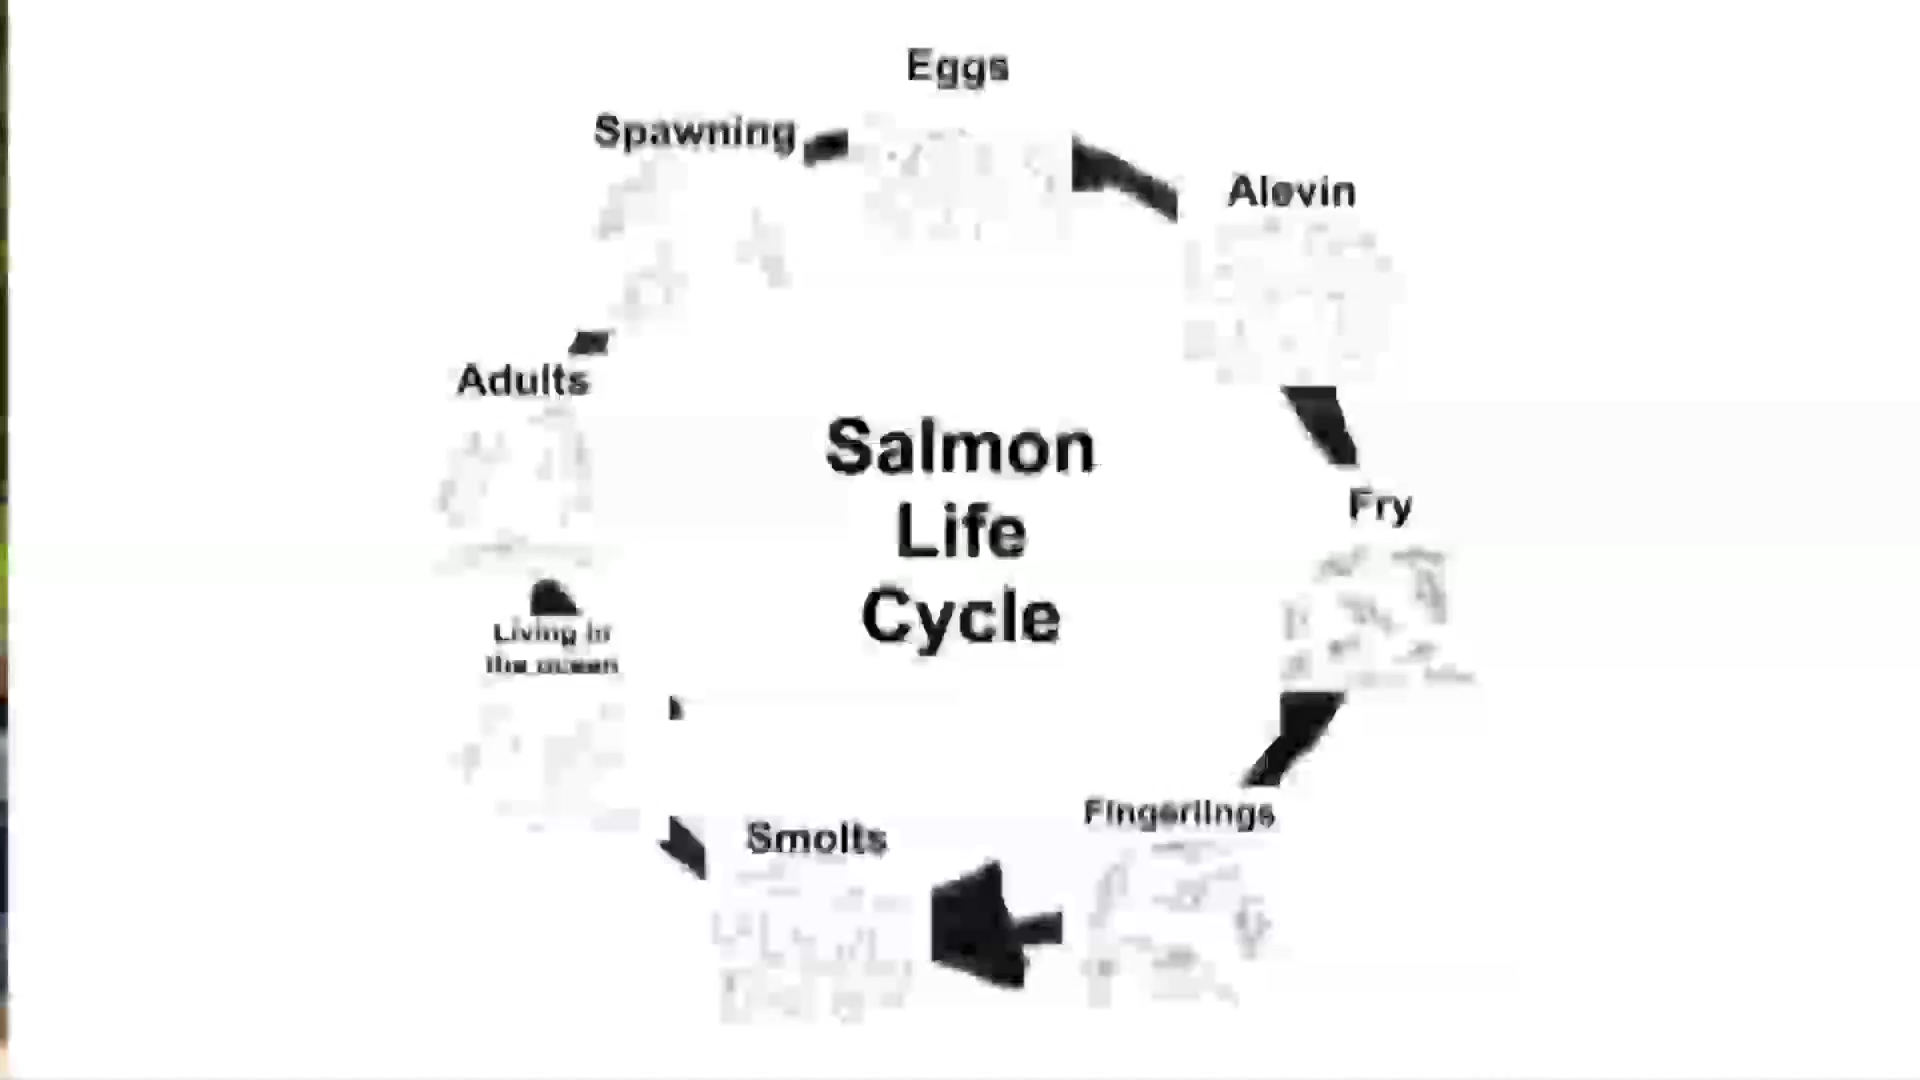 Eggs
Spawning
Alevin
Adults
Salmon
Life
Cycle
Fry
Living in
the ocean
Fingerlings
Smolts